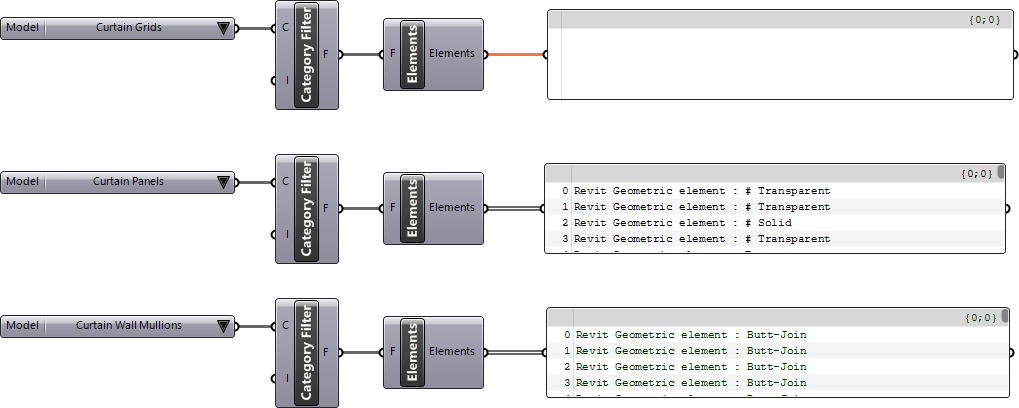 Model Curtain Grids
C
I
Category Filter
F
F
Elements
Elements
{0;0}
Model Curtain Panels
C
I
Category Filter
F
F
Elements
Elements
{0;0}
0 Revit Geometric element : # Transparent
1 Revit Geometric element : # Transparent
2 Revit Geometric element : # Solid
3 Revit Geometric element : # Transparent
Model Curtain Wall Mullions
C
I
Category Filter
F
F
Elements
Elements
{0;0}
0 Revit Geometric element : Butt-Join
1 Revit Geometric element : Butt-Join
2 Revit Geometric element : Butt-Join
3 Revit Geometric element : Butt-Join